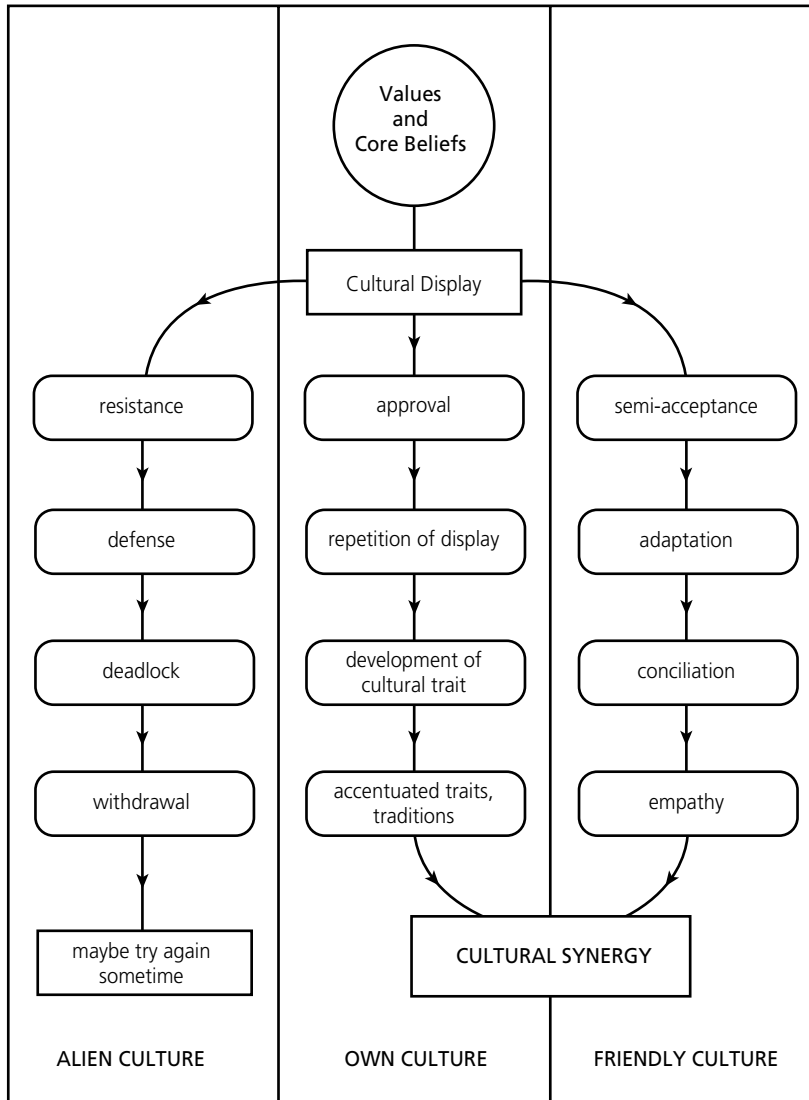 Values
and
Core Beliefs
Cultural Display
resistance
approval
semi-acceptance
defense
repetition of display
adaptation
deadlock
development of
cultural trait
conciliation
withdrawal
accentuated traits,
traditions
empathy
maybe try again
sometime
CULTURAL SYNERGY
ALIEN CULTURE
OWN CULTURE
FRIENDLY CULTURE